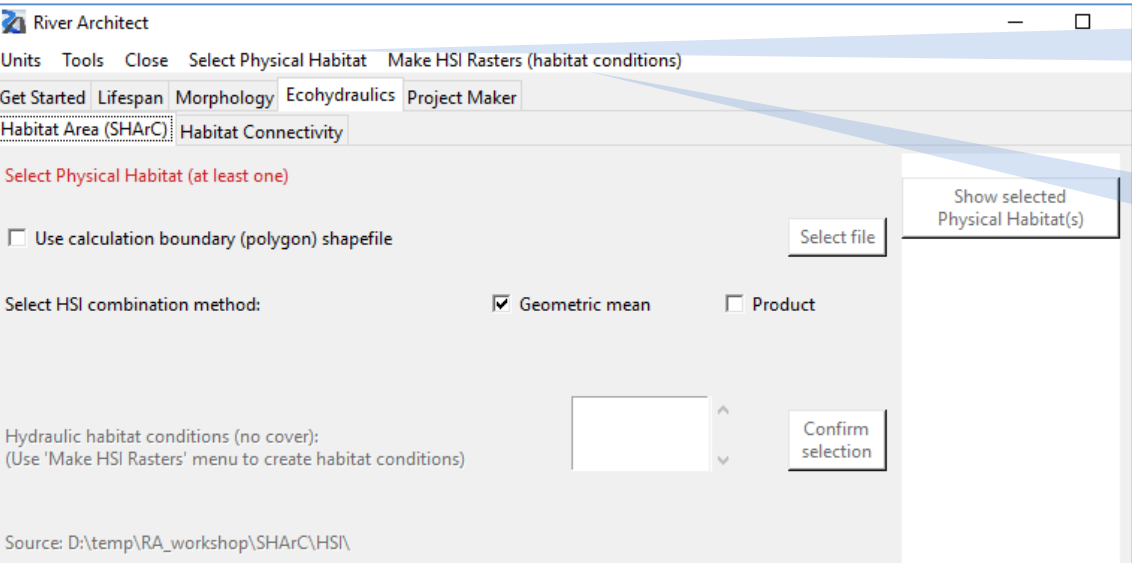 River Architect
Units Tools Close Select Physical Habitat Make HSI Rasters (habitat conditions)
Get Started Lifespan Morphology Ecohydraulics Project Maker
Habitat Area (SHArC) Habitat Connectivity
Select Physical Habitat (at least one)
Show selected
Physical Habitat(s)
Use calculation boundary (polygon) shapefile
Select file
Select HSI combination method:
Geometric mean
Product
Hydraulic habitat conditions (no cover):
(Use 'Make HSI Rasters' menu to create habitat conditions)
Confirm
selection
Source: D:\temp\RA_workshop\SHArC\HSI\